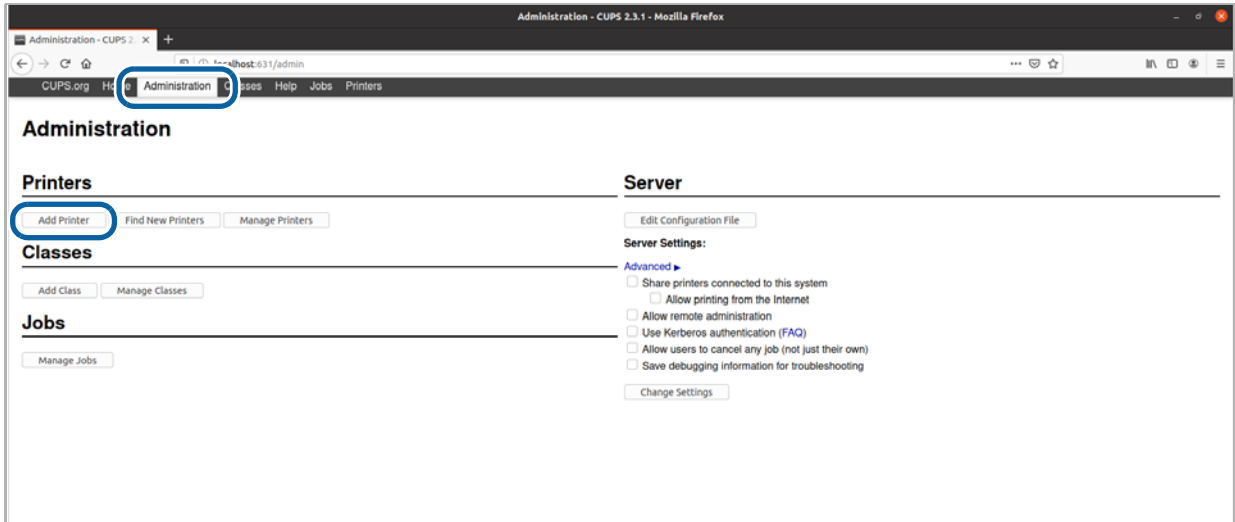 Administration - CUPS 2.3.1 - Mozilla Firefox
Administration - CUPS 2.
localhost:631/admin
CUPS.org Administration Help Jobs Printers
Administration
Printers
Add Printer Find New Printers Manage Printers
Classes
Add Class Manage Classes
Jobs
Manage Jobs
Server
Edit Configuration File
Server Settings:
Advanced ▶
Share printers connected to this system
Allow printing from the Internet
Allow remote administration
Use Kerberos authentication (FAQ)
Allow users to cancel any job (not just their own)
Save debugging information for troubleshooting
Change Settings